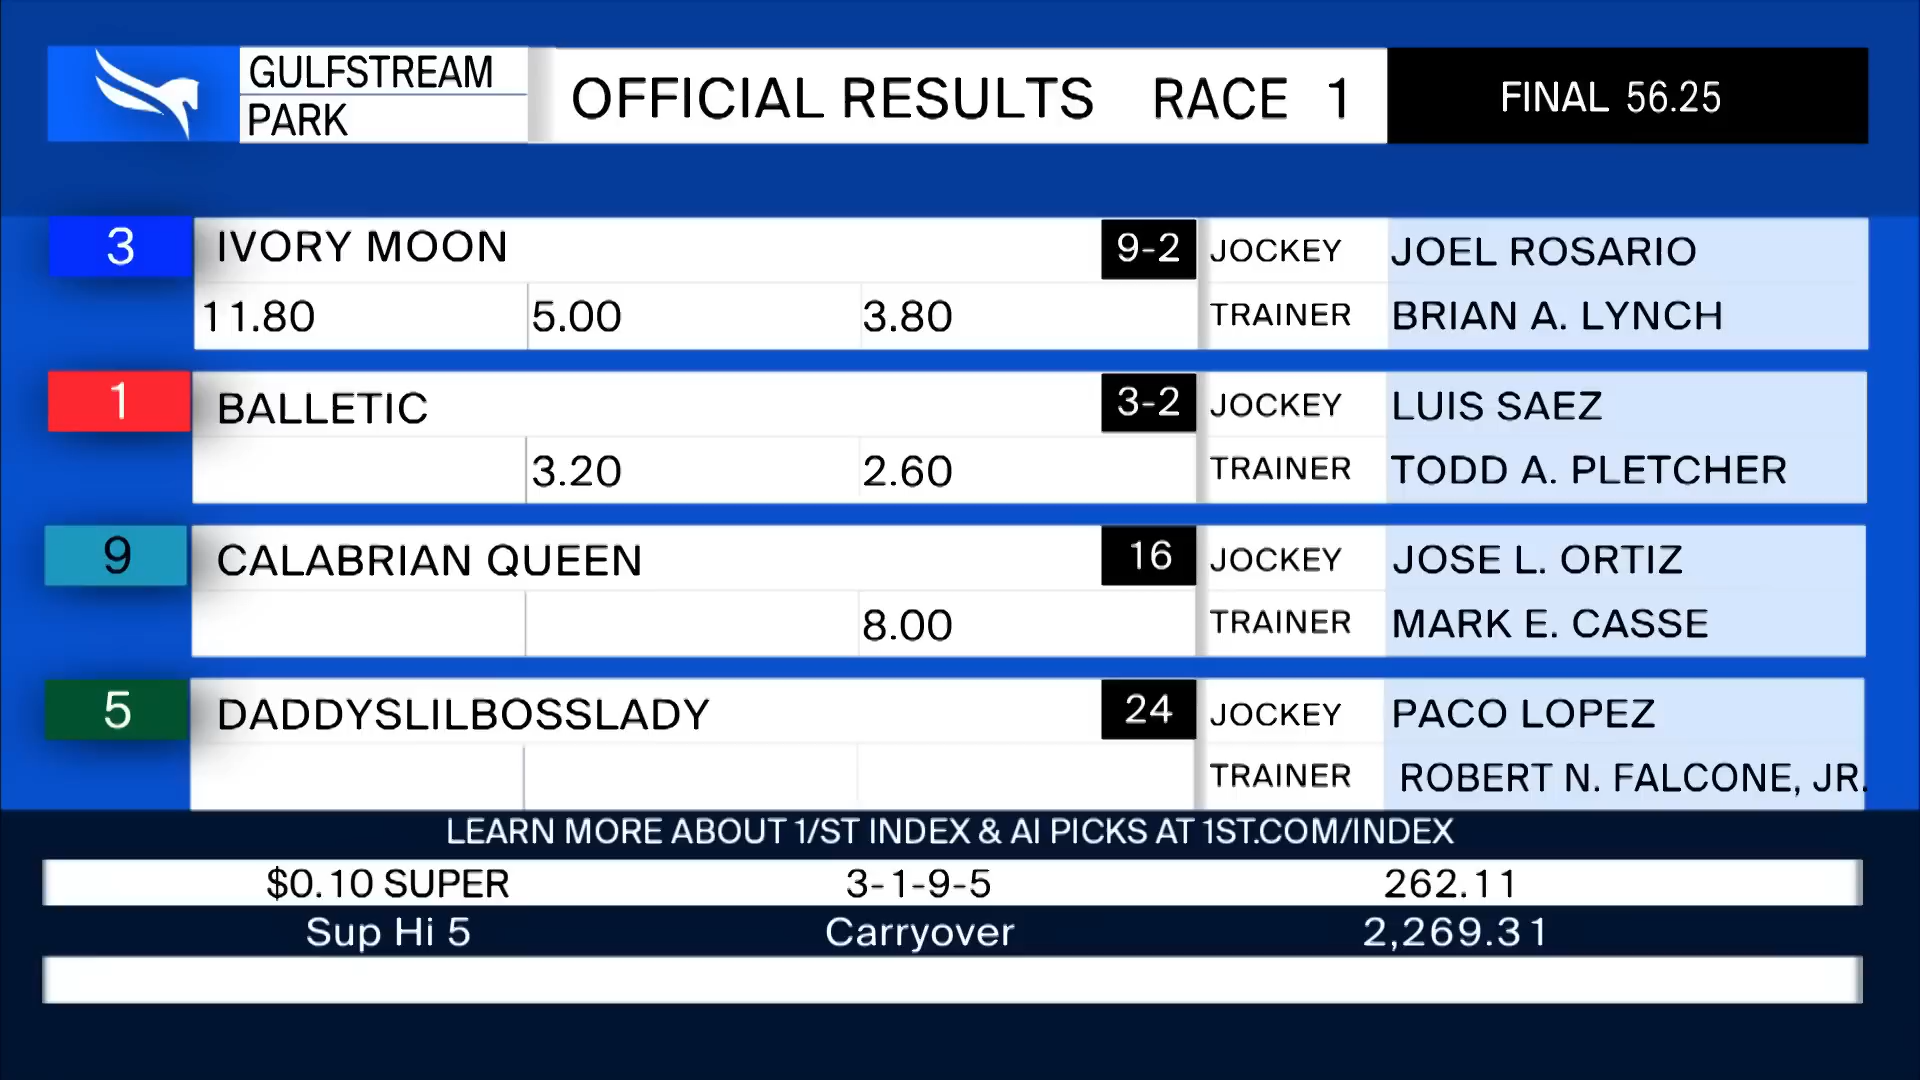 GULFSTREAM
PARK
OFFICIAL RESULTS RACE 1
FINAL 56.25
3 IVORY MOON 9-2 JOCKEY JOEL ROSARIO
11.80 5.00 3.80 TRAINER BRIAN A. LYNCH
1 BALLETIC 3-2 JOCKEY LUIS SAEZ
3.20 2.60 TRAINER TODD A. PLETCHER
9 CALABRIAN QUEEN 16 JOCKEY JOSE L. ORTIZ
8.00 TRAINER MARK E. CASSE
5 DADDYSLILBOSSLADY 24 JOCKEY PACO LOPEZ
TRAINER ROBERT N. FALCONE, JR.
LEARN MORE ABOUT 1/ST INDEX & AI PICKS AT 1ST.COM/INDEX
$0.10 SUPER 3-1-9-5 262.11
Sup Hi 5 Carryover 2,269.31